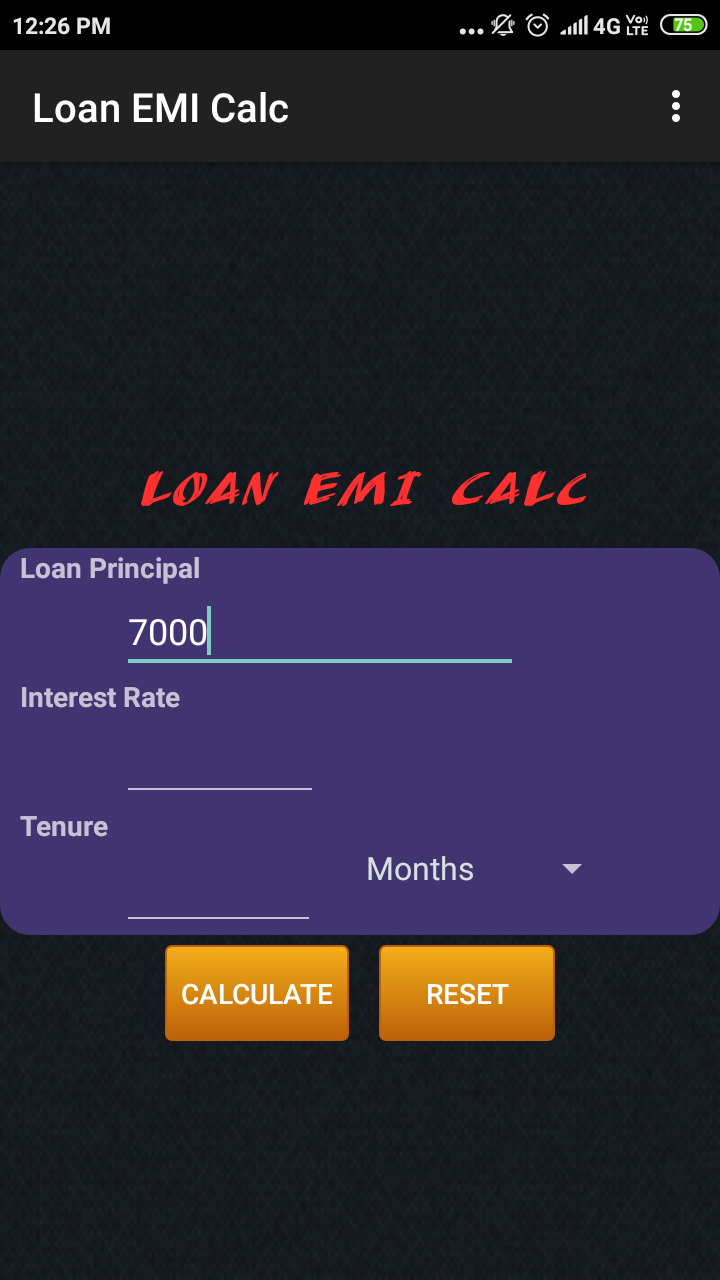 12:26 PM 4G Vo) LTE 75
Loan EMI Calc
LOAN EMI CALC
Loan Principal
7000
Interest Rate
Tenure
Months
CALCULATE RESET